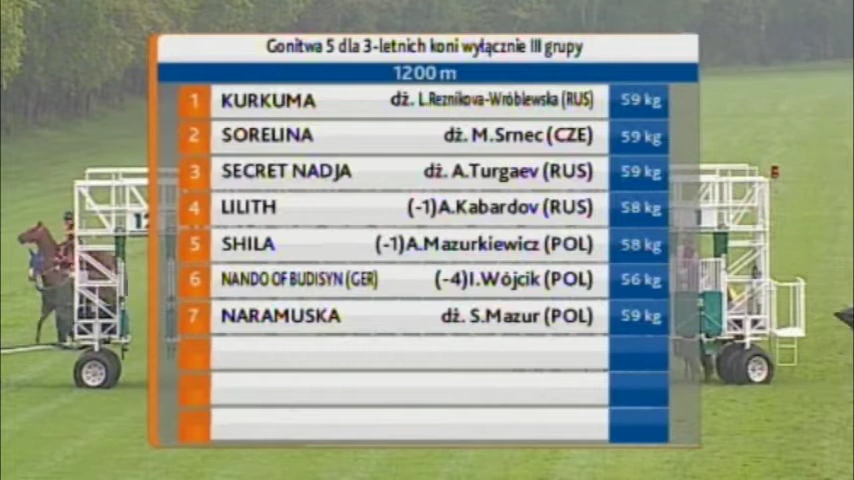 Gonitwa 5 dla 3-letnich koni wyłącznie III grupy
1200 m
1 KURKUMA dż. L.Reznikova-Wróblewska (RUS) 59 kg
2 SORELINA dż. M.Srnec (CZE) 59 kg
3 SECRET NADJA dż. A.Turgaev (RUS) 59 kg
4 LILITH (-1)A.Kabardov (RUS) 58 kg
5 SHILA (-1)A.Mazurkiewicz (POL) 58 kg
6 NANDO OF BUDISYN (GER) (-4)I.Wójcik (POL) 56 kg
7 NARAMUSKA dż. S.Mazur (POL) 59 kg